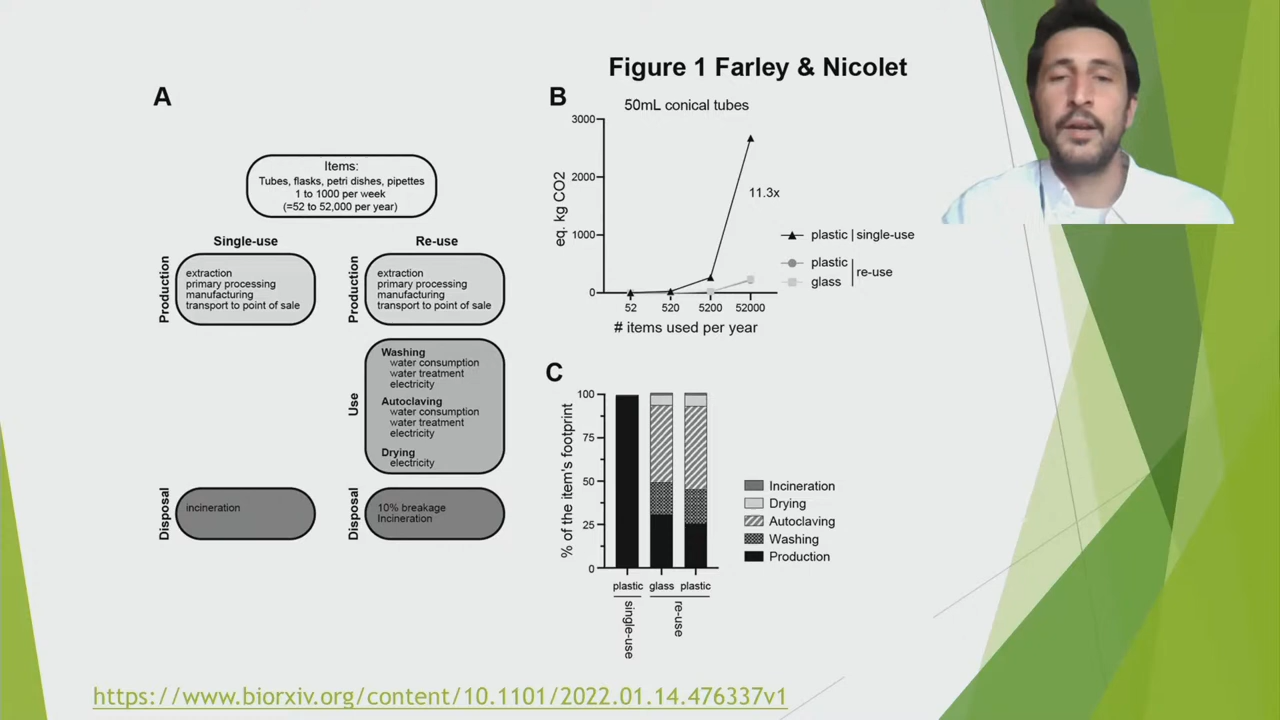 Figure 1 Farley & Nicolet
A
Items:
Tubes, flasks, petri dishes, pipettes
1 to 1000 per week
(=52 to 52,000 per year)
Single-use
Re-use
Production
extraction
primary processing
manufacturing
transport to point of sale
Production
extraction
primary processing
manufacturing
transport to point of sale
Use
Washing
water consumption
water treatment
electricity
Autoclaving
water consumption
water treatment
electricity
Drying
electricity
Disposal
incineration
Disposal
10% breakage
Incineration
B
50mL conical tubes
eq. kg CO2
3000
2000
1000
0
11.3x
52
520
5200
52000
# items used per year
plastic | single-use
plastic
glass
re-use
C
% of the item's footprint
100
75
50
25
0
plastic
glass
plastic
single-use
re-use
Incineration
Drying
Autoclaving
Washing
Production
https://www.biorxiv.org/content/10.1101/2022.01.14.476337v1